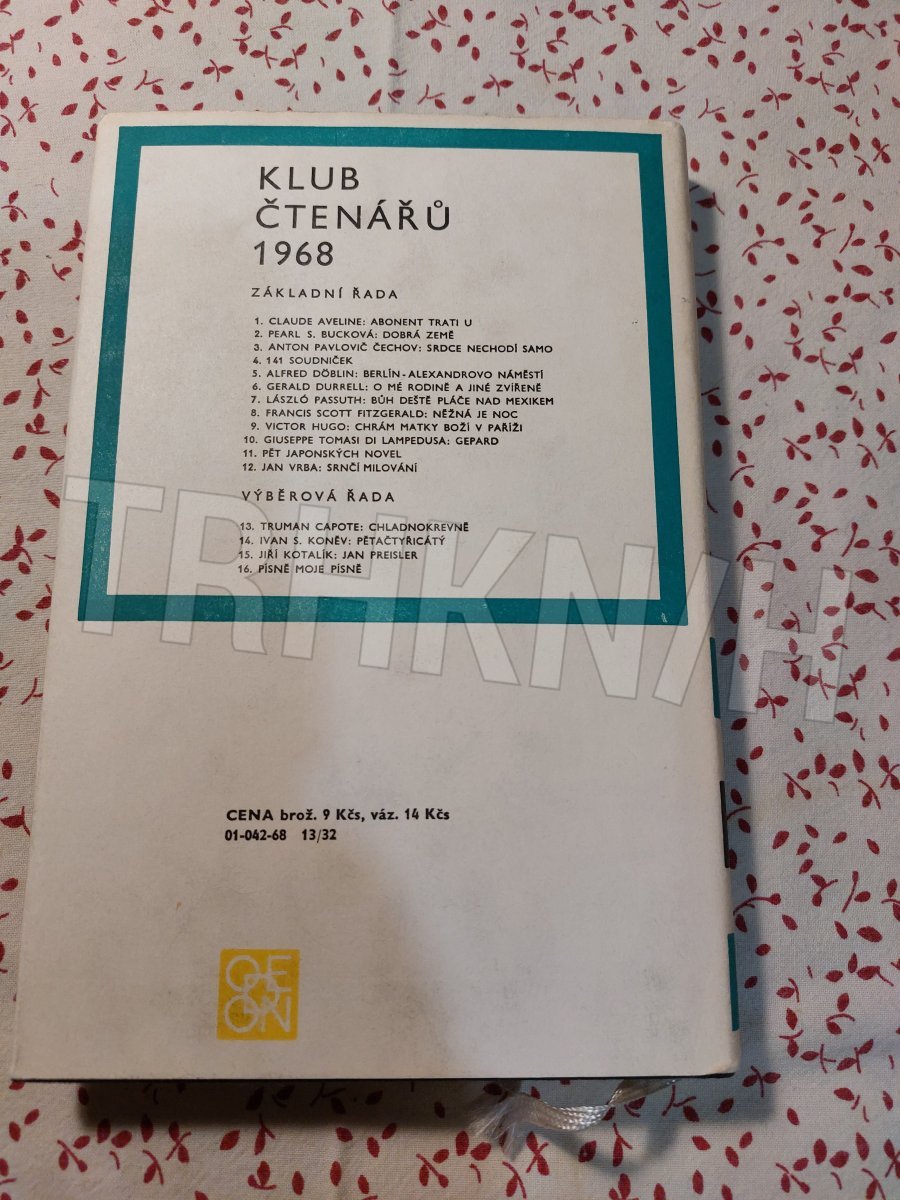 KLUB
ČTENÁŘŮ
1968
ZÁKLADNÍ ŘADA
1. CLAUDE AVELINE: ABONENT TRATI U
2. PEARL S. BUCKOVÁ: DOBRÁ ZEMĚ
3. ANTON PAVLOVIČ ČECHOV: SRDCE NECHODÍ SAMO
4. 141 SOUDNIČEK
5. ALFRED DÖBLIN: BERLÍN-ALEXANDROVO NÁMĚSTÍ
6. GERALD DURRELL: O MÉ RODINĚ A JINÉ ZVÍŘENĚ
7. LÁSZLÓ PASSUTH: BŮH DEŠTĚ PLÁČE NAD MEXIKEM
8. FRANCIS SCOTT FITZGERALD: NĚŽNÁ JE NOC
9. VICTOR HUGO: CHRÁM MATKY BOŽÍ V PAŘÍŽI
10. GIUSEPPE TOMASI DI LAMPEDUSA: GEPARD
11. PĚT JAPONSKÝCH NOVEL
12. JAN VRBA: SRNČÍ MILOVÁNÍ
VÝBĚROVÁ ŘADA
13. TRUMAN CAPOTE: CHLADNOKREVNĚ
14. IVAN S. KONĚV: PĚTAČTYŘICÁTÝ
15. JIŘÍ KOTALÍK: JAN PREISLER
16. PÍSNĚ MOJE PÍSNĚ
TRHKNIH
CENA brož. 9 Kčs, váz. 14 Kčs
01-042-68 13/32
ODEON